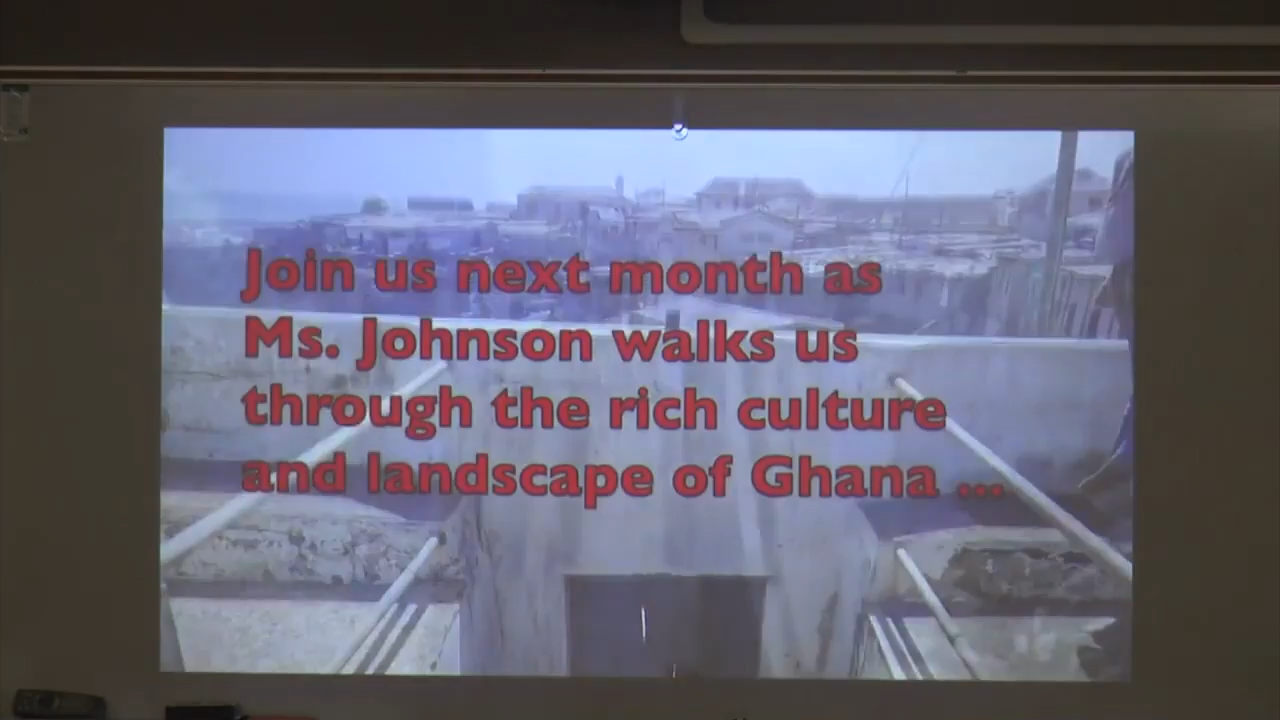 Join us next month as
Ms. Johnson walks us
through the rich culture
and landscape of Ghana ...